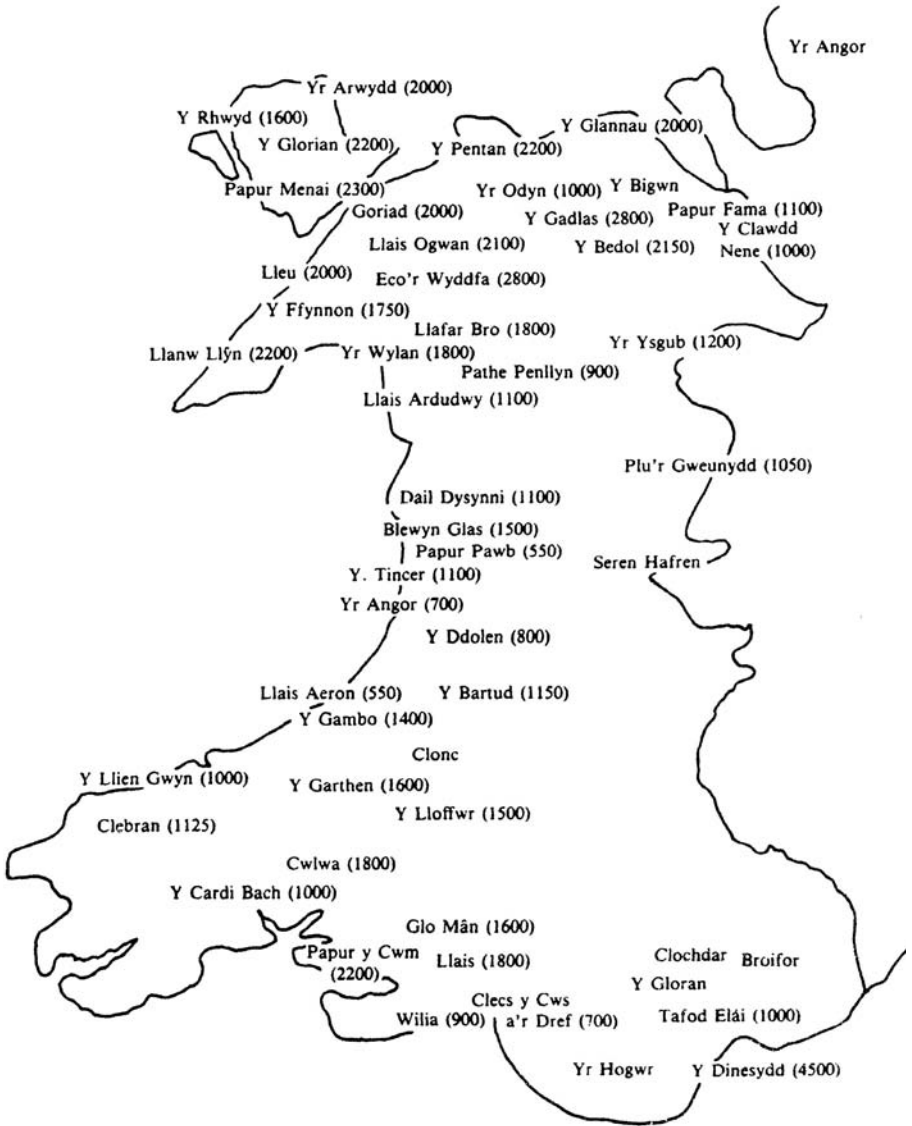 Yr Angor
Yr Arwydd (2000)
Y Rhwyd (1600)
Y Glannau (2000)
Y Glorian (2200)
Y Pentan (2200)
Papur Menai (2300)
Yr Odyn (1000)
Y Bigwn
Goriad (2000)
Y Gadlas (2800)
Papur Fama (1100)
Y Clawdd
Llais Ogwan (2100)
Y Bedol (2150)
Nene (1000)
Lleu (2000)
Eco'r Wyddfa (2800)
Y Ffynnon (1750)
Llafar Bro (1800)
Llanw Llŷn (2200)
Yr Wylan (1800)
Yr Ysgub (1200)
Pathe Penllyn (900)
Llais Ardudwy (1100)
Plu'r Gweunydd (1050)
Dail Dysynni (1100)
Blewyn Glas (1500)
Papur Pawb (550)
Seren Hafren
Y. Tincer (1100)
Yr Angor (700)
Y Ddolen (800)
Llais Aeron (550)
Y Bartud (1150)
Y Gambo (1400)
Clonc
Y Llien Gwyn (1000)
Y Garthen (1600)
Y Lloffwr (1500)
Clebran (1125)
Cwlwa (1800)
Y Cardi Bach (1000)
Glo Mân (1600)
Papur y Cwm
(2200)
Llais (1800)
Clochdar
Broifor
Y Gloran
Clecs y Cws
a'r Dref (700)
Wilia (900)
Tafod Elái (1000)
Yr Hogwr
Y Dinesydd (4500)